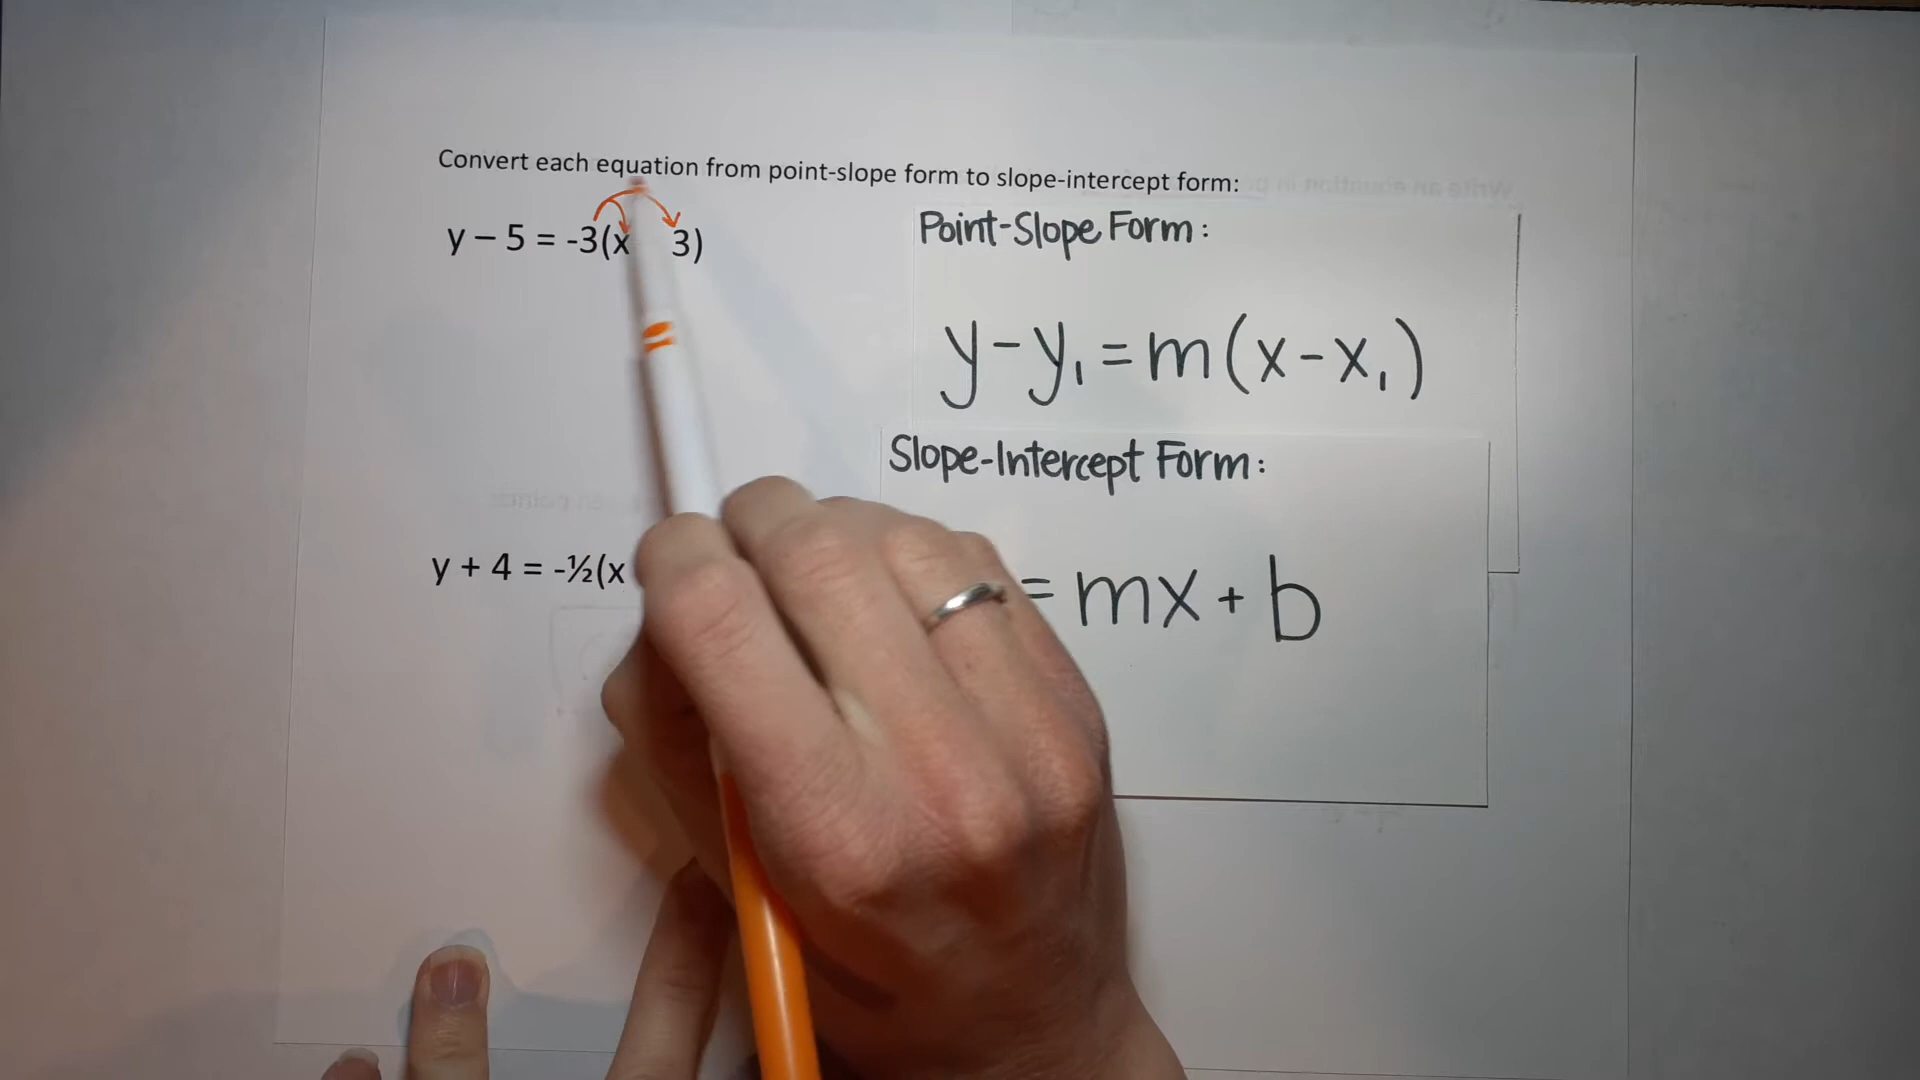 Convert each equation from point-slope form to slope-intercept form:
y – 5 = -3(x 3)
Point-Slope Form:
y-y₁=m(x-x₁)
Slope-Intercept Form:
= mx + b
y + 4 = -½(x